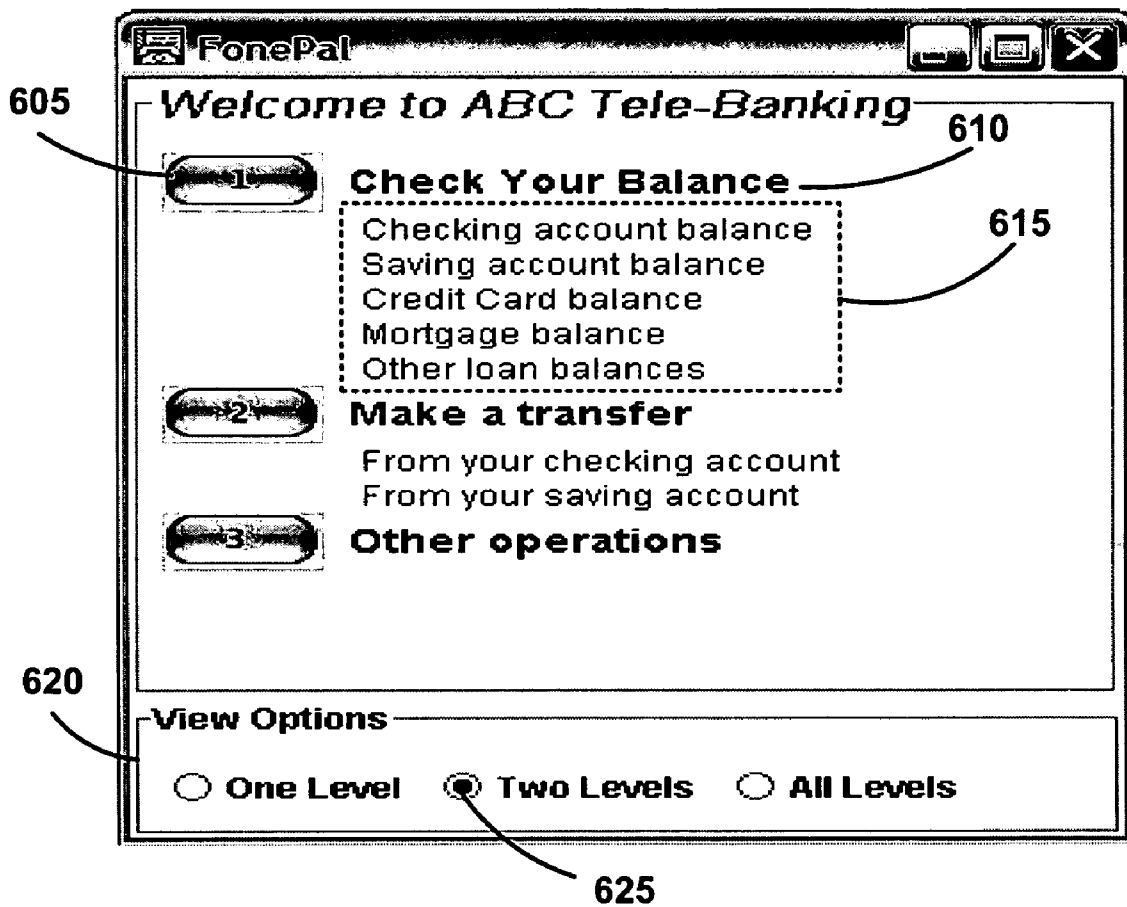 FonePal
605
Welcome to ABC Tele-Banking
610
1 Check Your Balance
Checking account balance
615
Saving account balance
Credit Card balance
Mortgage balance
Other loan balances
2 Make a transfer
From your checking account
From your saving account
3 Other operations
620
View Options
One Level Two Levels All Levels
625